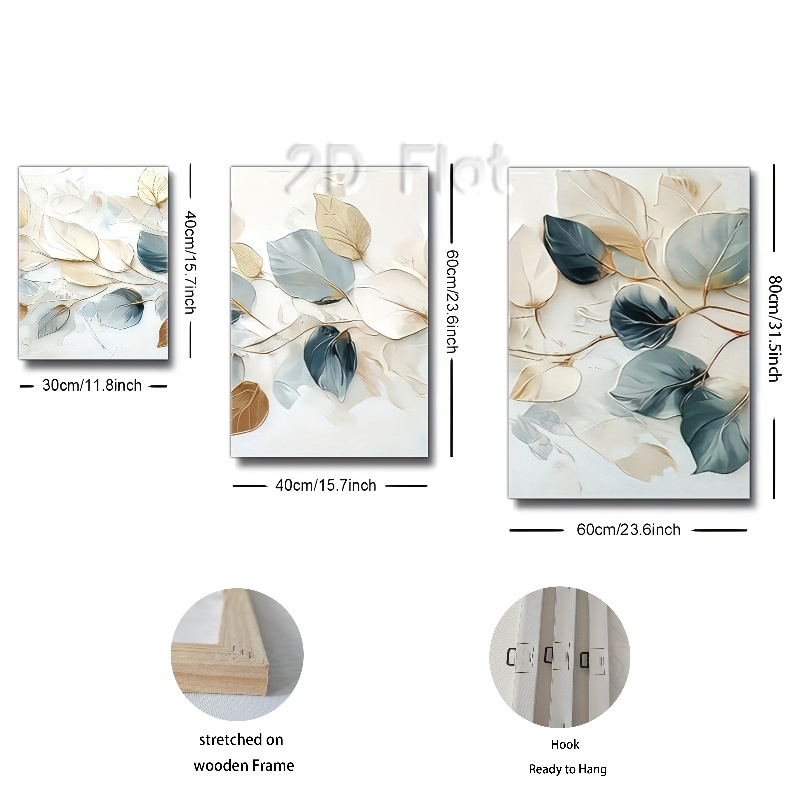 2D Flat
40cm/15.7inch
30cm/11.8inch
60cm/23.6inch
40cm/15.7inch
80cm/31.5inch
60cm/23.6inch
stretched on
wooden Frame
Hook
Ready to Hang